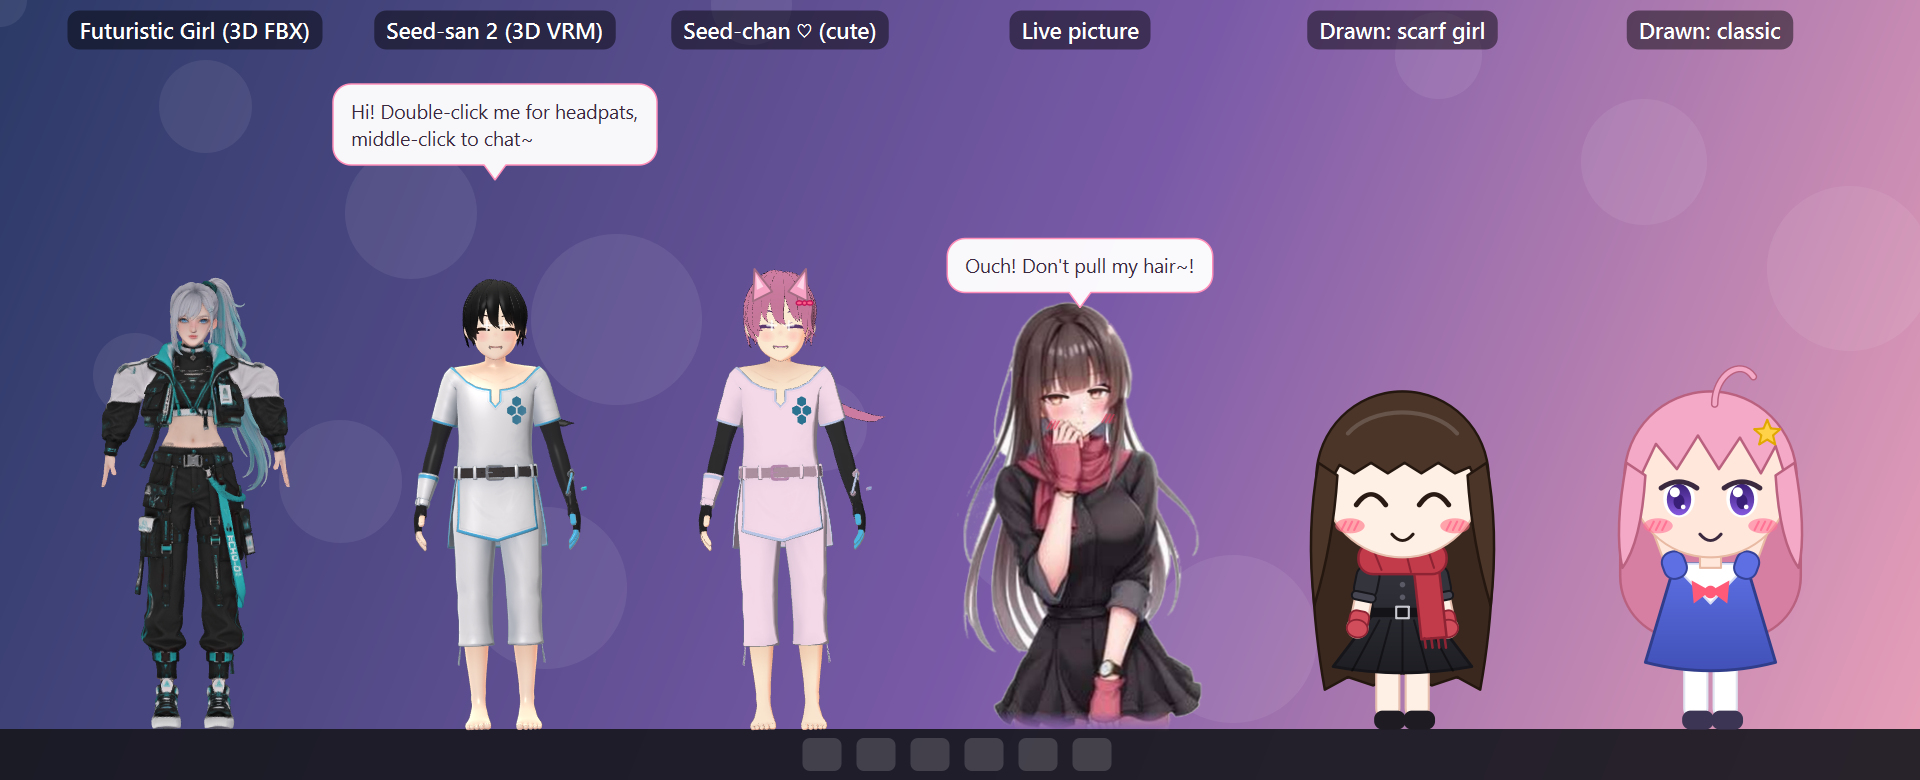 Futuristic Girl (3D FBX)
Seed-san 2 (3D VRM)
Seed-chan ♡ (cute)
Live picture
Drawn: scarf girl
Drawn: classic
Hi! Double-click me for headpats,
middle-click to chat~
Ouch! Don't pull my hair~!